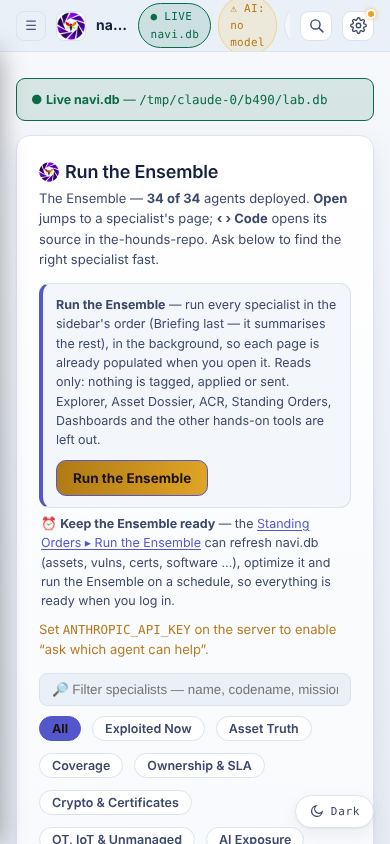 ☰ na... ● LIVE navi.db ⚠ AI: no model
● Live navi.db — /tmp/claude-0/b490/lab.db
Run the Ensemble
The Ensemble — 34 of 34 agents deployed. Open
jumps to a specialist's page; ‹ › Code opens its
source in the-hounds-repo. Ask below to find the
right specialist fast.
Run the Ensemble — run every specialist in the
sidebar's order (Briefing last — it summarises
the rest), in the background, so each page is
already populated when you open it. Reads
only: nothing is tagged, applied or sent.
Explorer, Asset Dossier, ACR, Standing Orders,
Dashboards and the other hands-on tools are
left out.
Run the Ensemble
⏰ Keep the Ensemble ready — the Standing
Orders ▸ Run the Ensemble can refresh navi.db
(assets, vulns, certs, software …), optimize it and
run the Ensemble on a schedule, so everything is
ready when you log in.
Set ANTHROPIC_API_KEY on the server to enable
“ask which agent can help”.
🔎 Filter specialists — name, codename, mission
All Exploited Now Asset Truth
Coverage Ownership & SLA
Crypto & Certificates
Dark
OT, IoT & Unmanaged AI Exposure